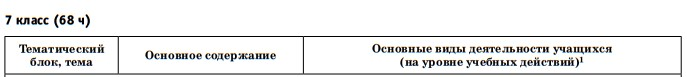 7 класс (68 ч)
Тематический
блок, тема
Основное содержание
Основные виды деятельности учащихся
(на уровне учебных действий)¹